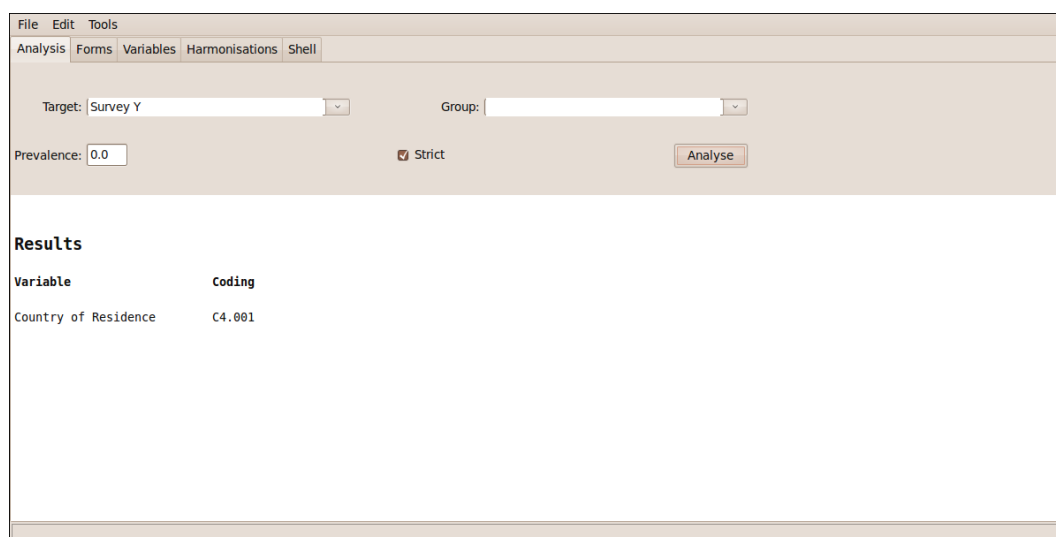 File Edit Tools
Analysis Forms Variables Harmonisations Shell
Target: Survey Y Group:
Prevalence: 0.0 Strict Analyse
Results
Variable Coding
Country of Residence C4.001